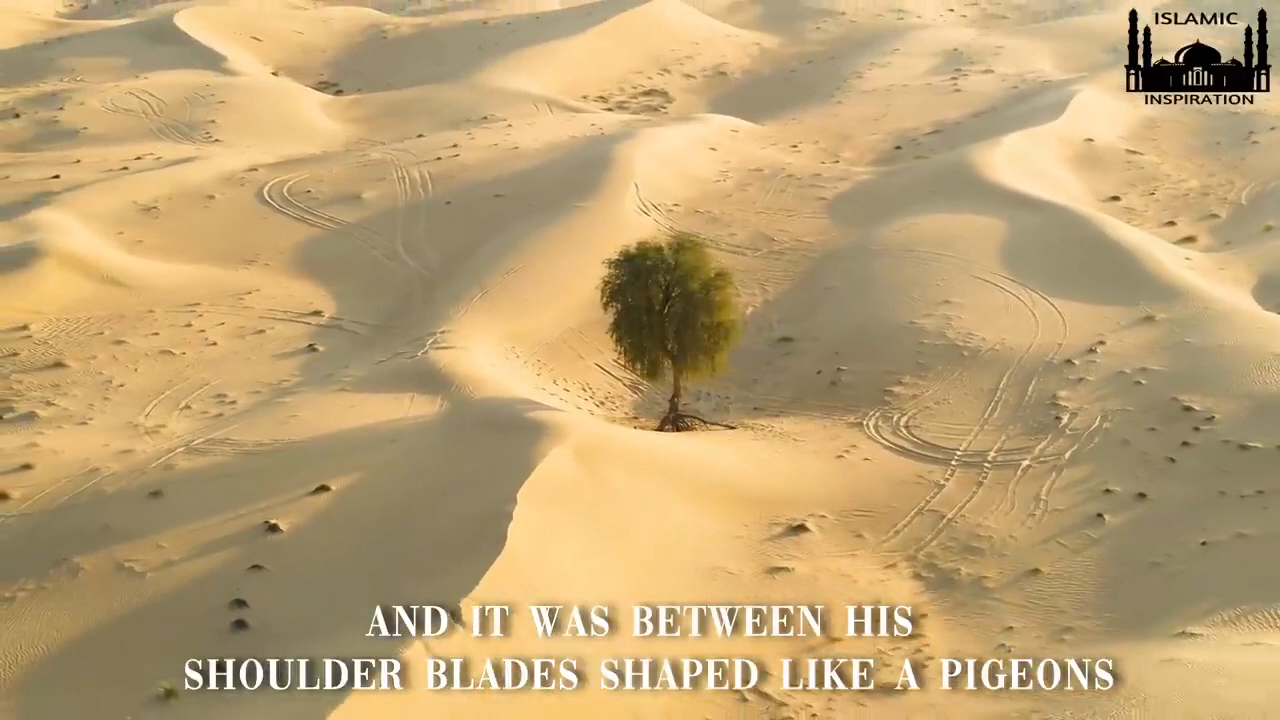 ISLAMIC
INSPIRATION
AND IT WAS BETWEEN HIS
SHOULDER BLADES SHAPED LIKE A PIGEONS